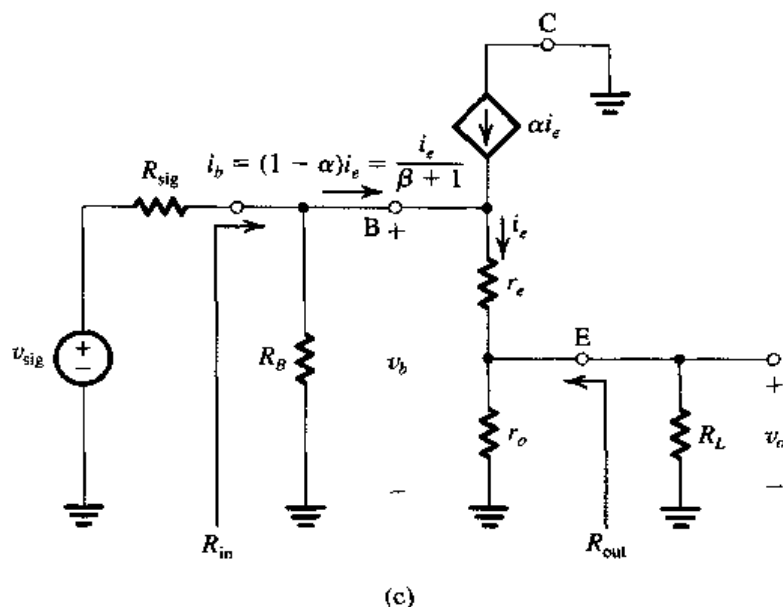 C
αi_e
i_b = (1 - α)i_e = i_e / (β + 1)
R_sig
B +
i_e
r_e
E
v_sig
+
−
R_B
v_b
r_o
R_L
+
v_o
−
−
R_in
R_out
(c)